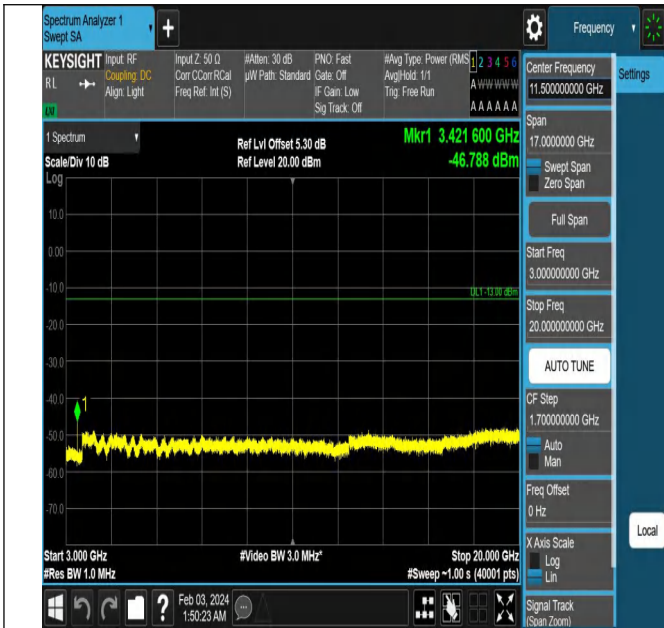 Spectrum Analyzer 1
Swept SA
Frequency
KEYSIGHT
RL
LXI
Input: RF
Coupling: DC
Align: Light
Input Z: 50 Ω
Corr CCorr RCal
Freq Ref: Int (S)
#Atten: 30 dB
µW Path: Standard
PNO: Fast
Gate: Off
IF Gain: Low
Sig Track: Off
#Avg Type: Power (RMS
Avg|Hold: 1/1
Trig: Free Run
1 2 3 4 5 6
A W W W W W
A A A A A A
Center Frequency
11.500000000 GHz
Settings
Span
17.0000000 GHz
Swept Span
Zero Span
Full Span
Start Freq
3.000000000 GHz
Stop Freq
20.000000000 GHz
AUTO TUNE
CF Step
1.700000000 GHz
Auto
Man
Freq Offset
0 Hz
X Axis Scale
Log
Lin
Signal Track
(Span Zoom)
Local
1 Spectrum
Scale/Div 10 dB
Log
Ref Lvl Offset 5.30 dB
Ref Level 20.00 dBm
Mkr1 3.421 600 GHz
-46.788 dBm
10.0
0.00
-10.0
DL1 -13.00 dBm
-20.0
-30.0
-40.0
1
-50.0
-60.0
-70.0
Start 3.000 GHz
#Video BW 3.0 MHz*
Stop 20.000 GHz
#Res BW 1.0 MHz
#Sweep ~1.00 s (40001 pts)
?
Feb 03, 2024
1:50:23 AM